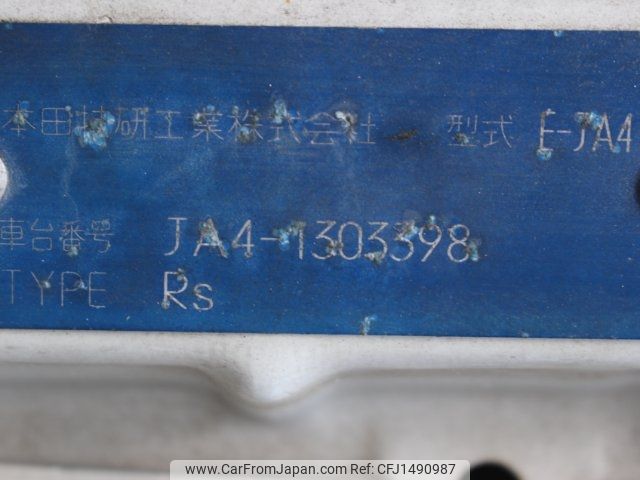 本田技研工業株式会社 型式 E-JA4
車台番号 JA4-1303398
TYPE Rs
www.CarFromJapan.com Ref:CFJ1490987